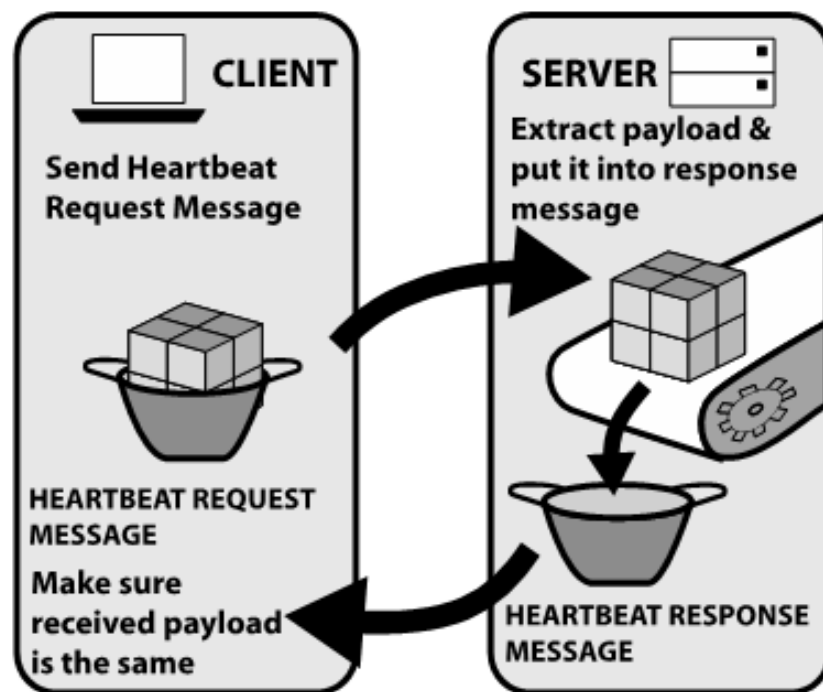 CLIENT
Send Heartbeat
Request Message
HEARTBEAT REQUEST
MESSAGE
Make sure
received payload
is the same
SERVER
Extract payload &
put it into response
message
HEARTBEAT RESPONSE
MESSAGE